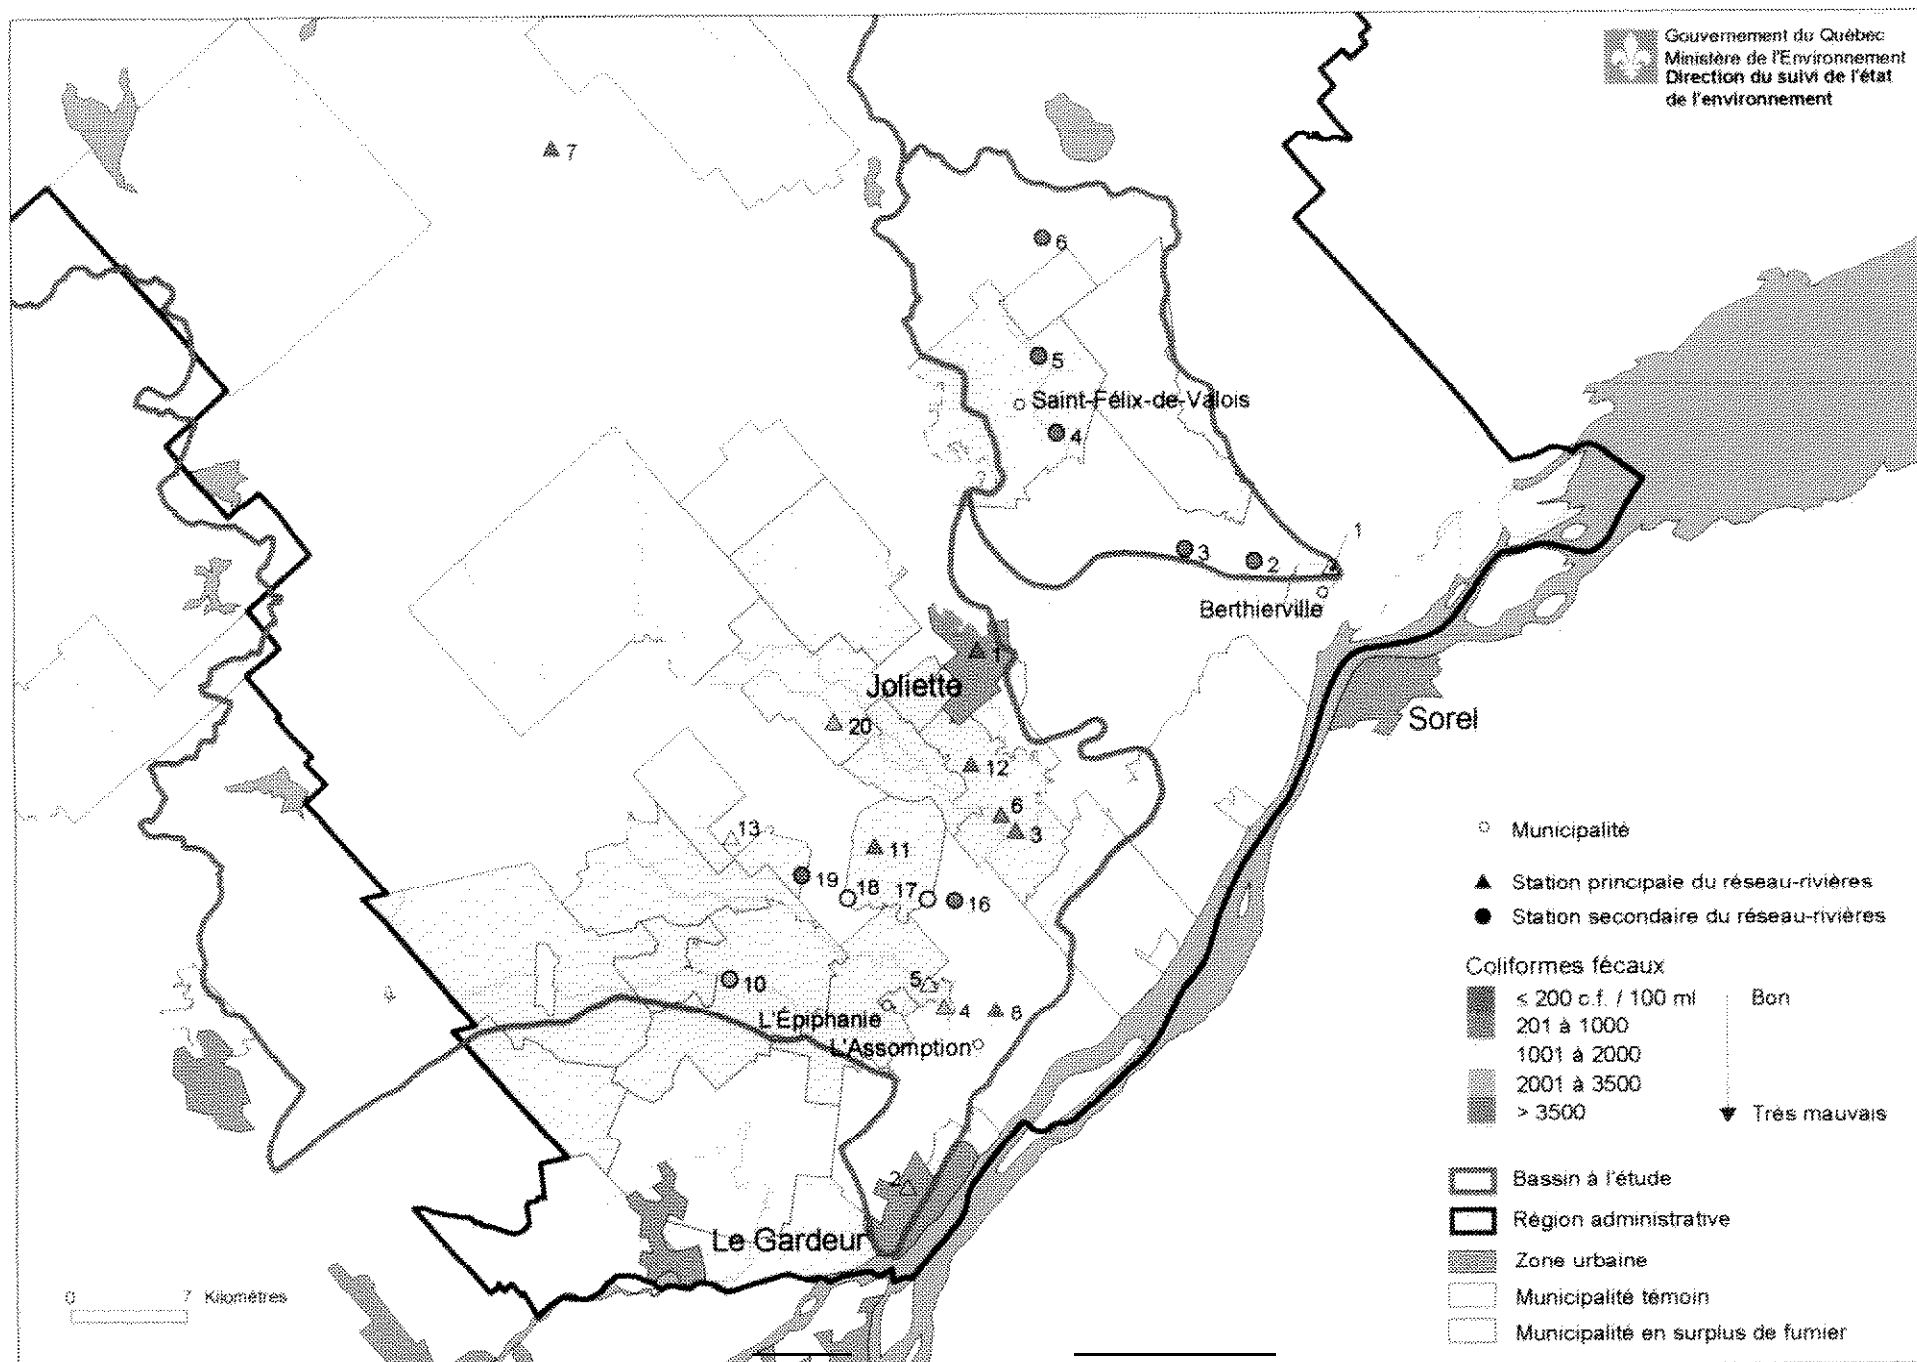 Gouvernement du Québec
Ministère de l'Environnement
Direction du suivi de l'état
de l'environnement
7
6
5
Saint-Félix-de-Valois
4
1
3
2
Berthierville
1
Joliette
20
Sorel
12
6
3
13
11
19
18
17
16
10
5
4
8
L'Épiphanie
L'Assomption
2
Le Gardeur
0 7 Kilomètres
Municipalité
Station principale du réseau-rivières
Station secondaire du réseau-rivières
Coliformes fécaux
≤ 200 c.f. / 100 ml Bon
201 à 1000
1001 à 2000
2001 à 3500
> 3500 Très mauvais
Bassin à l'étude
Région administrative
Zone urbaine
Municipalité témoin
Municipalité en surplus de fumier